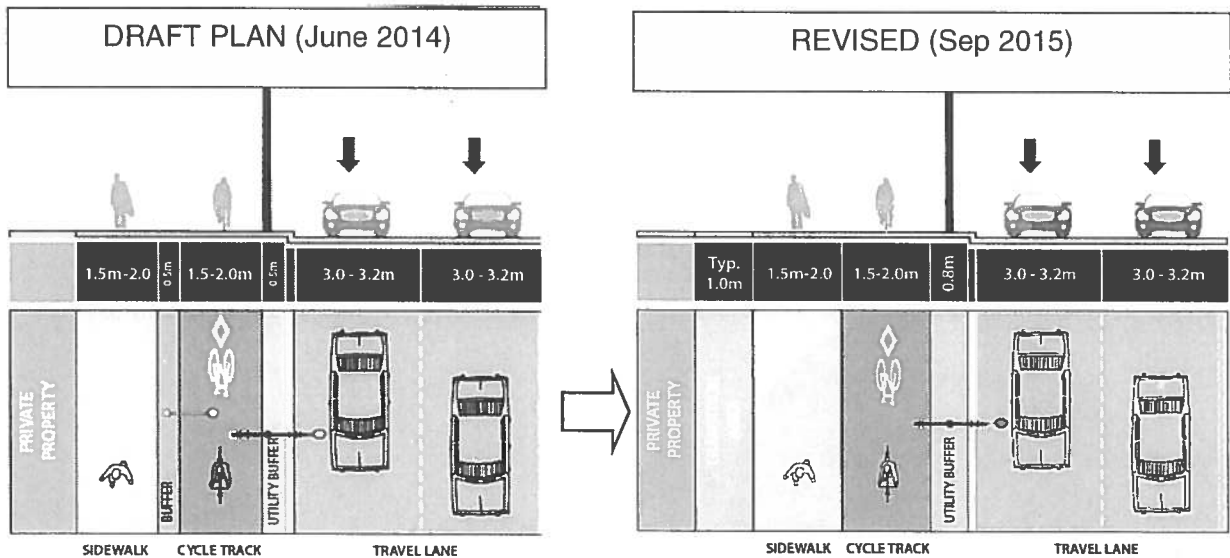 DRAFT PLAN (June 2014)
1.5m-2.0
0.5m
1.5-2.0m
0.5m
3.0 - 3.2m
3.0 - 3.2m
PRIVATE
PROPERTY
BUFFER
UTILITY BUFFER
SIDEWALK
CYCLE TRACK
TRAVEL LANE
REVISED (Sep 2015)
Typ.
1.0m
1.5m-2.0
1.5-2.0m
0.8m
3.0 - 3.2m
3.0 - 3.2m
PRIVATE
PROPERTY
UTILITY BUFFER
SIDEWALK
CYCLE TRACK
TRAVEL LANE